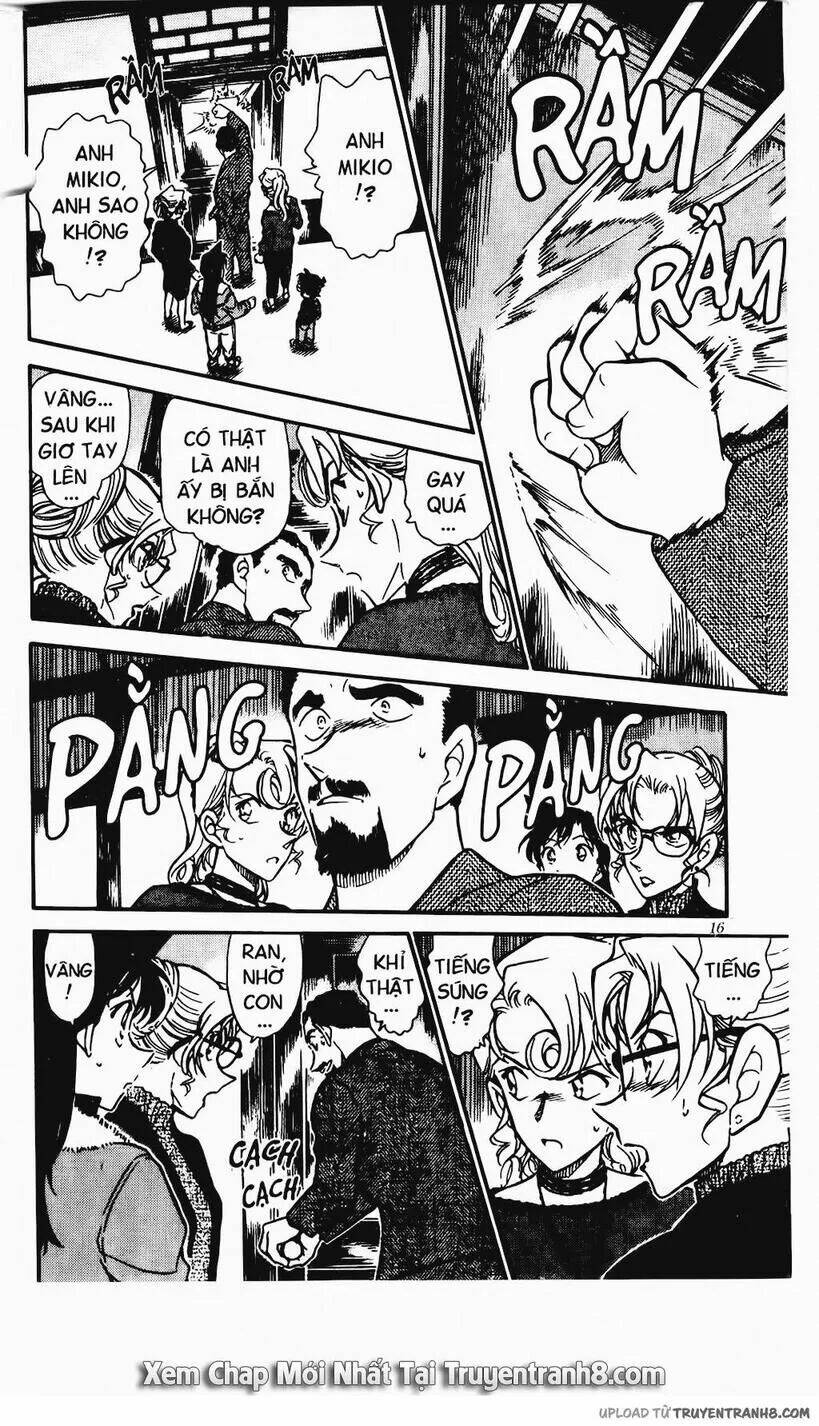 RẦM
RẦM
ANH
MIKIO
!?
ANH
MIKIO,
ANH SAO
KHÔNG
!?
RẦM
RẦM
GAY
QUÁ
...
CÓ THẬT
LÀ ANH
ẤY BỊ BẮN
KHÔNG?
VÂNG...
SAU KHI
GIƠ TAY
LÊN
...
PẰNG
PẰNG
16
TIẾNG
...
TIẾNG
SÚNG
!?
KHỈ
THẬT
...
CẠCH
CẠCH
RAN,
NHỜ
CON
...
VÂNG
!
Xem Chap Mới Nhất Tại Truyentranh8.com
UPLOAD TỪ TRUYENTRANH8.COM